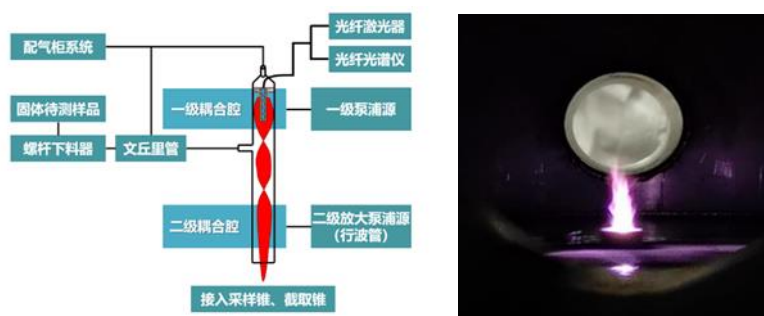 光纤激光器
配气柜系统
光纤光谱仪
固体待测样品
一级耦合腔
一级泵浦源
螺杆下料器
文丘里管
二级耦合腔
二级放大泵浦源
(行波管)
接入采样锥、截取锥